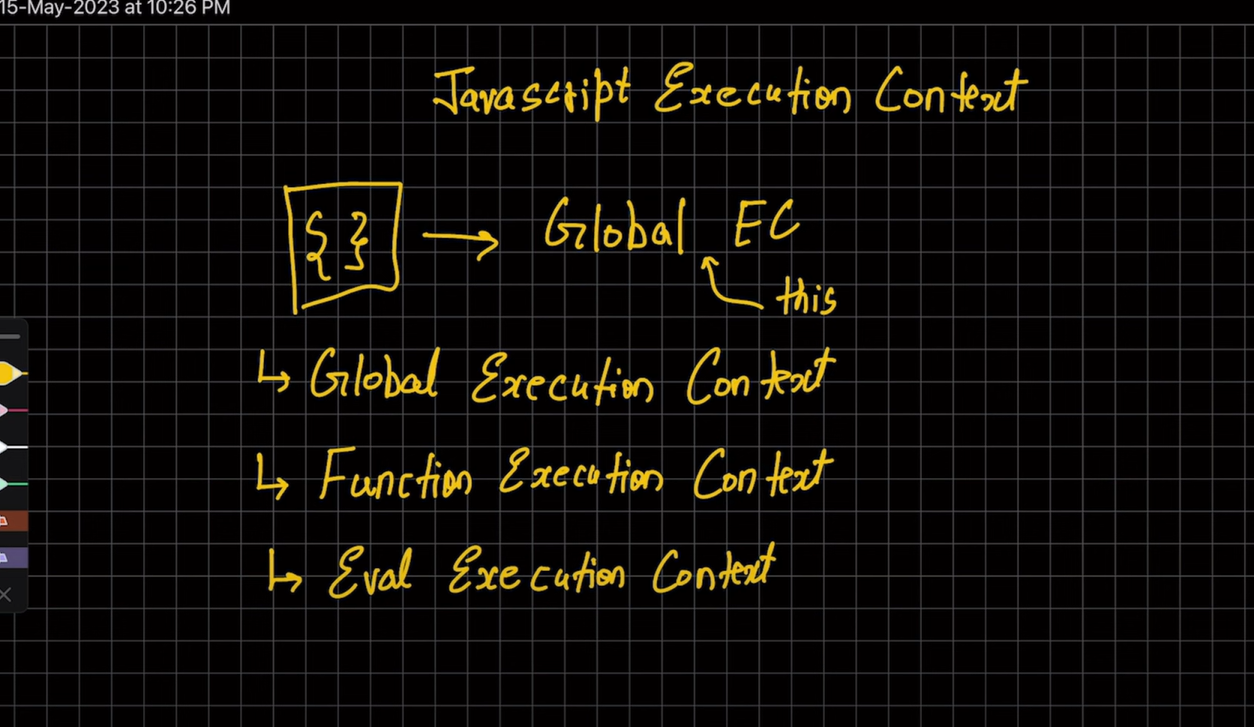 15-May-2023 at 10:26 PM
Javascript Execution Context
{ } → Global EC
this
↳ Global Execution Context
↳ Function Execution Context
↳ Eval Execution Context